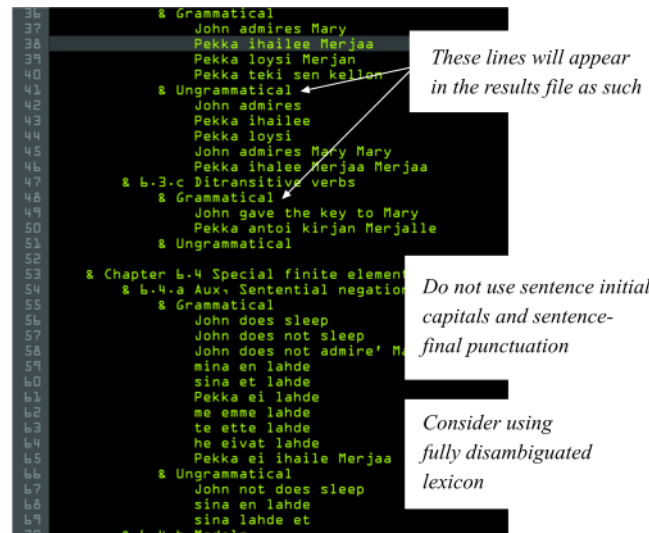 36 & Grammatical
37 John admires Mary
38 Pekka ihailee Merjaa
39 Pekka loysi Merjan
40 Pekka teki sen kellon
41 & Ungrammatical
42 John admires
43 Pekka ihailee
44 Pekka loysi
45 John admires Mary Mary
46 Pekka ihalee Merjaa Merjaa
47 & 6.3.c Ditransitive verbs
48 & Grammatical
49 John gave the key to Mary
50 Pekka antoi kirjan Merjalle
51 & Ungrammatical
52
53 & Chapter 6.4 Special finite element
54 & 6.4.a Aux, Sentential negation
55 & Grammatical
56 John does sleep
57 John does not sleep
58 John does not admire' Ma
59 mina en lahde
60 sina et lahde
61 Pekka ei lahde
62 me emme lahde
63 te ette lahde
64 he eivat lahde
65 Pekka ei ihaile Merjaa
66 & Ungrammatical
67 John not does sleep
68 sina en lahde
69 sina lahde et
These lines will appear
in the results file as such
Do not use sentence initial
capitals and sentence-
final punctuation
Consider using
fully disambiguated
lexicon